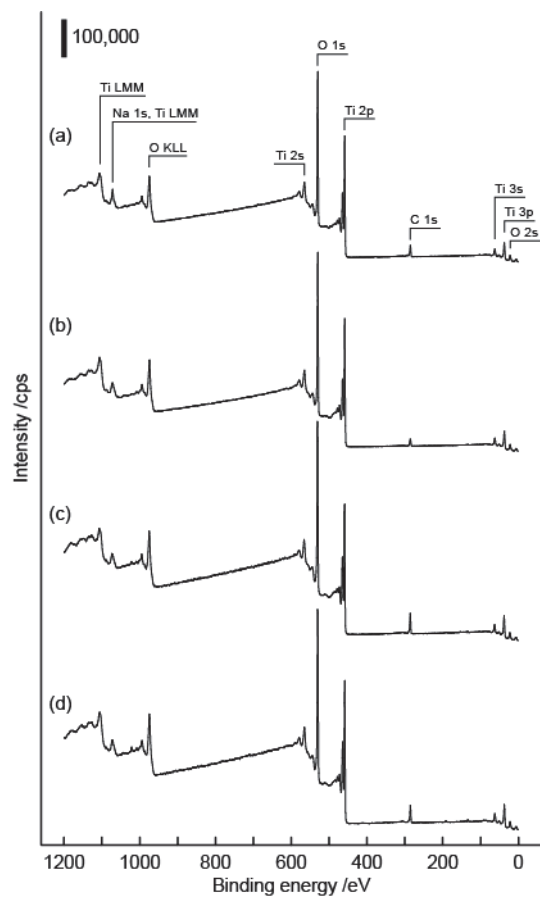 100,000
O 1s
Ti LMM
Na 1s, Ti LMM
Ti 2p
(a)
O KLL
Ti 2s
Ti 3s
C 1s
Ti 3p
O 2s
(b)
Intensity /cps
(c)
(d)
1200 1000 800 600 400 200 0
Binding energy /eV